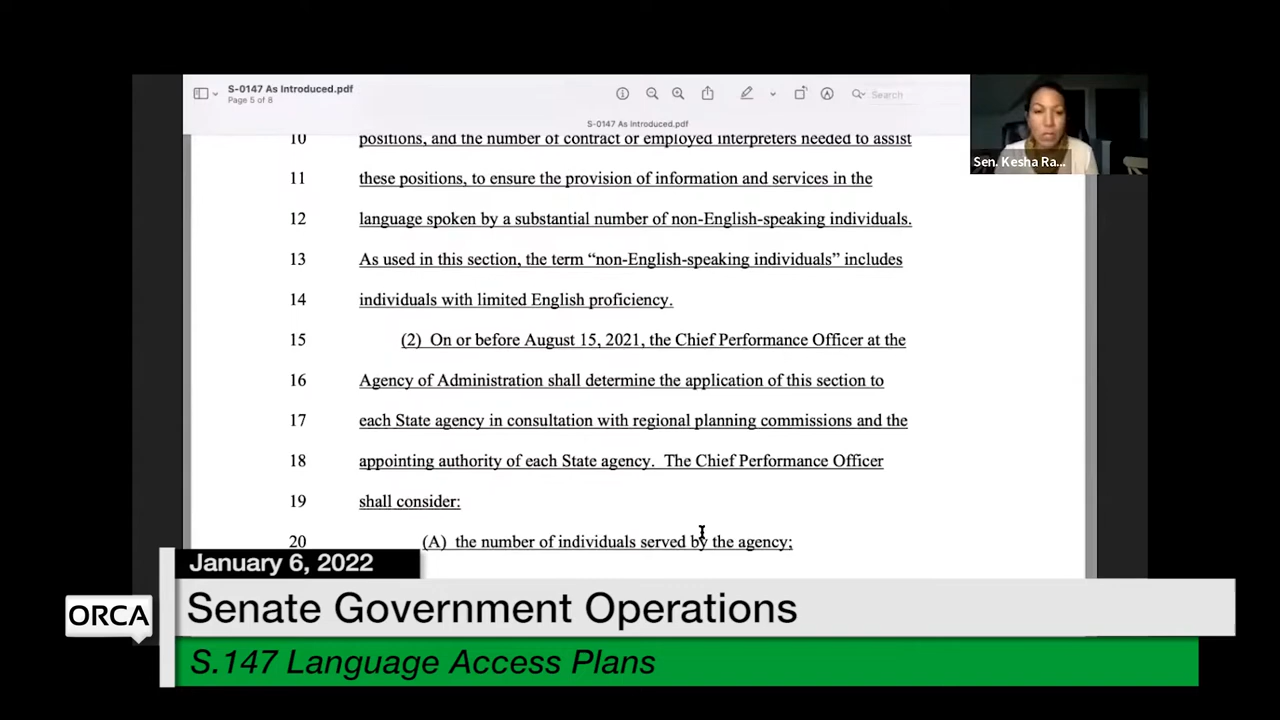 S-0147 As Introduced.pdf
Page 5 of 8
Search
S-0147 As Introduced.pdf
10 positions, and the number of contract or employed interpreters needed to assist
11 these positions, to ensure the provision of information and services in the
12 language spoken by a substantial number of non-English-speaking individuals.
13 As used in this section, the term “non-English-speaking individuals” includes
14 individuals with limited English proficiency.
15 (2) On or before August 15, 2021, the Chief Performance Officer at the
16 Agency of Administration shall determine the application of this section to
17 each State agency in consultation with regional planning commissions and the
18 appointing authority of each State agency. The Chief Performance Officer
19 shall consider:
20 (A) the number of individuals served by the agency;
Sen. Kesha Ra...
January 6, 2022
ORCA
Senate Government Operations
S.147 Language Access Plans